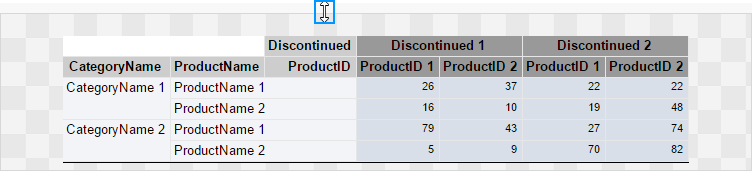 Discontinued Discontinued 1 Discontinued 2
CategoryName ProductName ProductID ProductID 1 ProductID 2 ProductID 1 ProductID 2
CategoryName 1 ProductName 1 26 37 22 22
ProductName 2 16 10 19 48
CategoryName 2 ProductName 1 79 43 27 74
ProductName 2 5 9 70 82